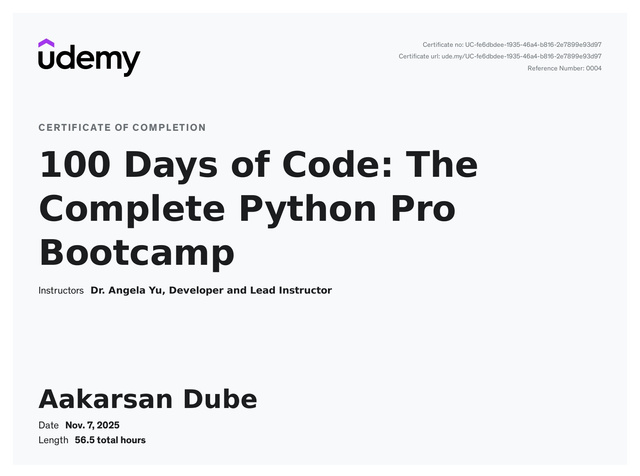 udemy
Certificate no: UC-fe6dbdee-1935-46a4-b816-2e7899e93d97
Certificate url: ude.my/UC-fe6dbdee-1935-46a4-b816-2e7899e93d97
Reference Number: 0004
CERTIFICATE OF COMPLETION
100 Days of Code: The
Complete Python Pro
Bootcamp
Instructors Dr. Angela Yu, Developer and Lead Instructor
Aakarsan Dube
Date Nov. 7, 2025
Length 56.5 total hours